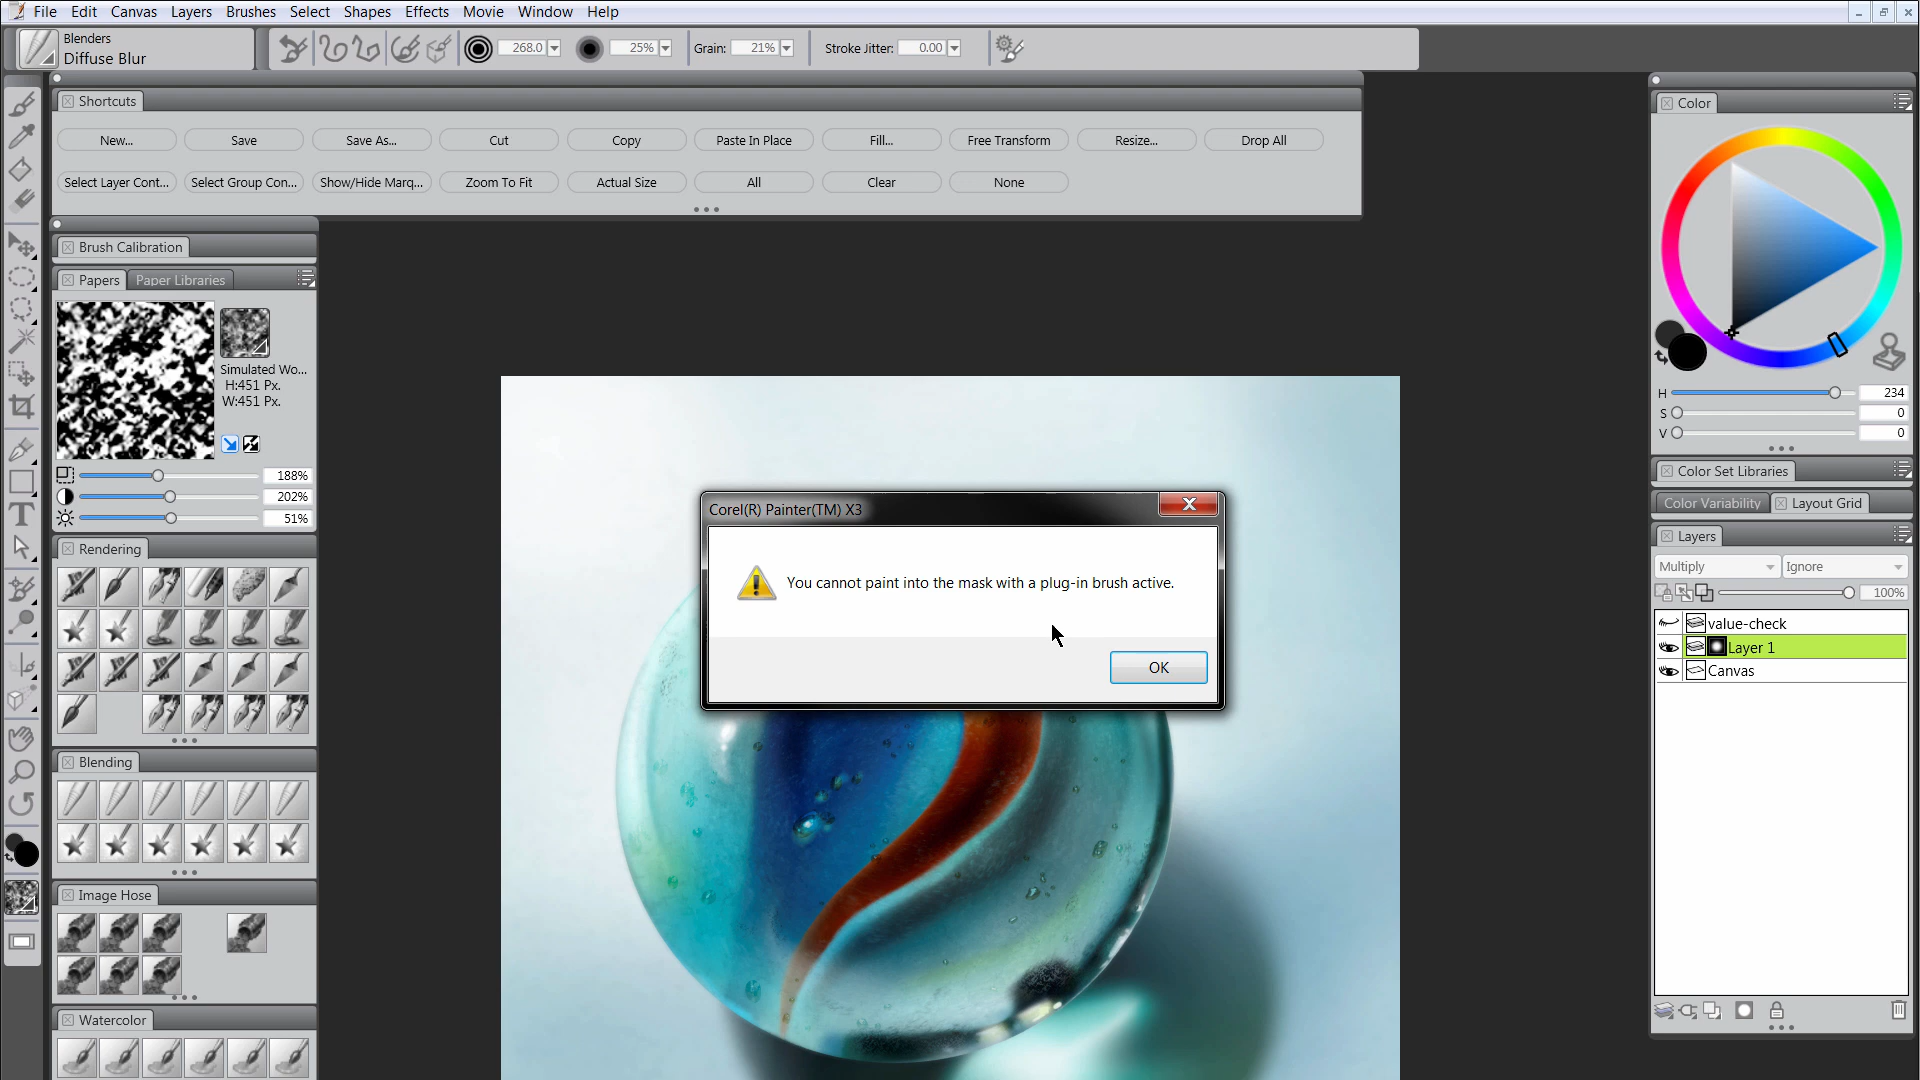 File Edit Canvas Layers Brushes Select Shapes Effects Movie Window Help
Blenders
Diffuse Blur
268.0 25% Grain: 21% Stroke Jitter: 0.00
Shortcuts
New... Save Save As... Cut Copy Paste In Place Fill... Free Transform Resize... Drop All
Select Layer Cont... Select Group Con... Show/Hide Marq... Zoom To Fit Actual Size All Clear None
Brush Calibration
Papers Paper Libraries
Simulated Wo...
H:451 Px.
W:451 Px.
188%
202%
51%
Rendering
Blending
Image Hose
Watercolor
Corel(R) Painter(TM) X3
You cannot paint into the mask with a plug-in brush active.
OK
Color
H 234
S 0
V 0
Color Set Libraries
Color Variability Layout Grid
Layers
Multiply Ignore
100%
value-check
Layer 1
Canvas